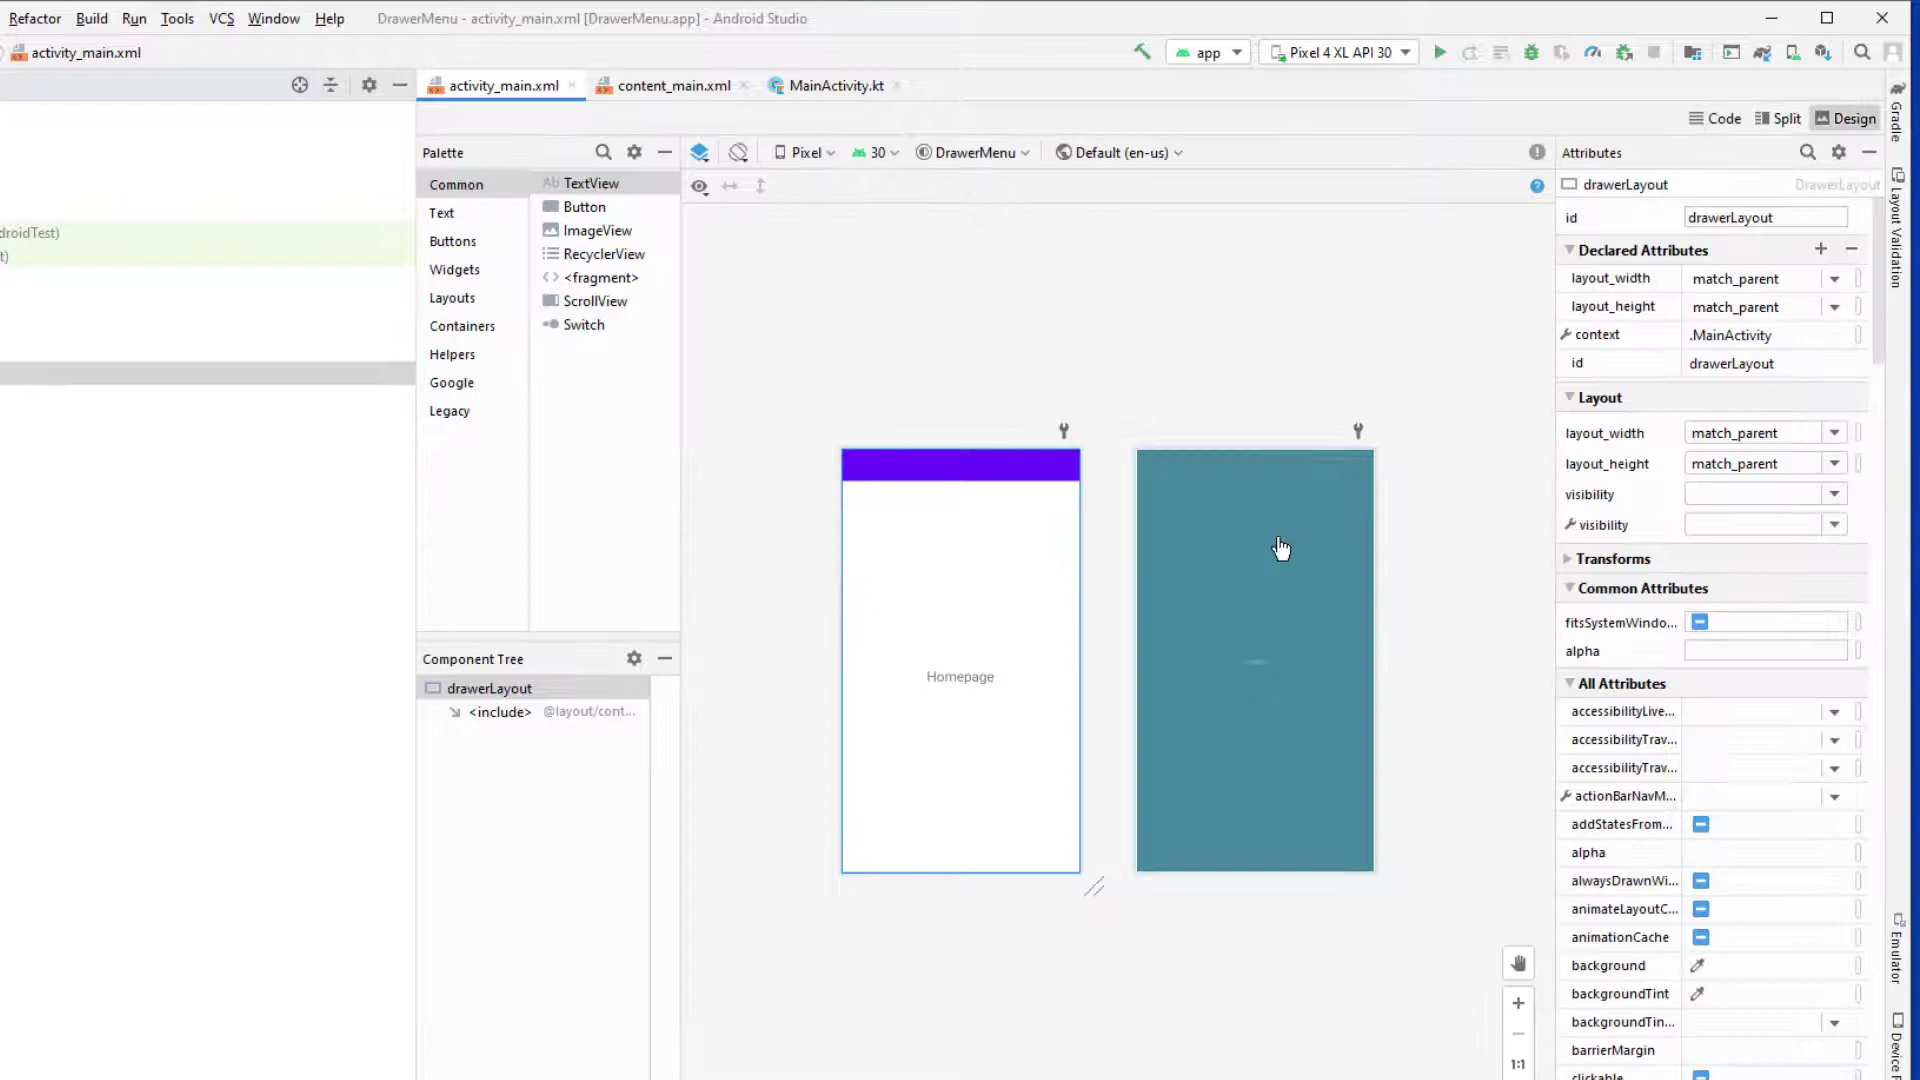 Refactor Build Run Tools VCS Window Help DrawerMenu - activity_main.xml [DrawerMenu.app] - Android Studio
activity_main.xml app Pixel 4 XL API 30
activity_main.xml content_main.xml MainActivity.kt
Code Split Design
Palette Pixel 30 DrawerMenu Default (en-us) Attributes
Common
Text
Buttons
Widgets
Layouts
Containers
Helpers
Google
Legacy
Ab TextView
Button
ImageView
RecyclerView
<fragment>
ScrollView
Switch
droidTest)
t)
Component Tree
drawerLayout
<include> @layout/cont...
Homepage
drawerLayout DrawerLayout
id drawerLayout
Declared Attributes
layout_width match_parent
layout_height match_parent
context .MainActivity
id drawerLayout
Layout
layout_width match_parent
layout_height match_parent
visibility
visibility
Transforms
Common Attributes
fitsSystemWindo...
alpha
All Attributes
accessibilityLive...
accessibilityTrav...
accessibilityTrav...
actionBarNavM...
addStatesFrom...
alpha
alwaysDrawnWi...
animateLayoutC...
animationCache
background
backgroundTint
backgroundTin...
barrierMargin
clickable
1:1
Gradle
Layout Validation
Emulator